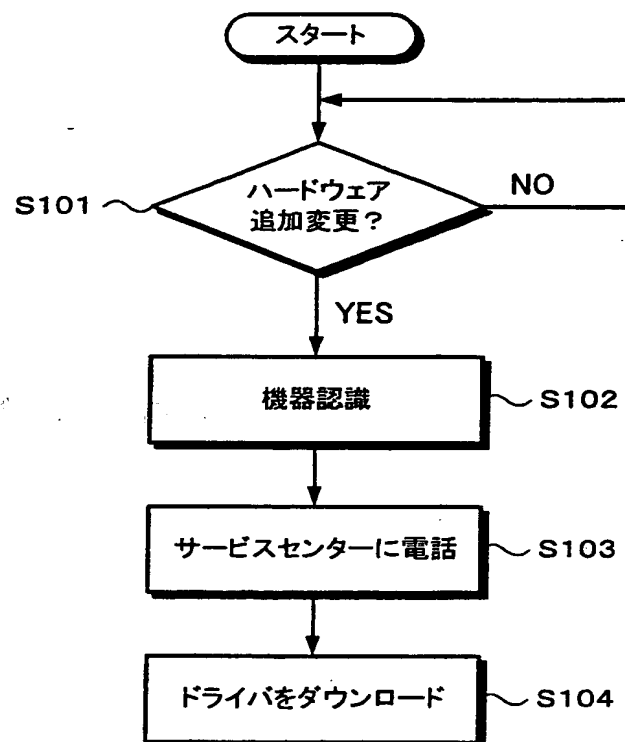 スタート
ハードウェア
追加変更？
S101
NO
YES
機器認識
S102
サービスセンターに電話
S103
ドライバをダウンロード
S104